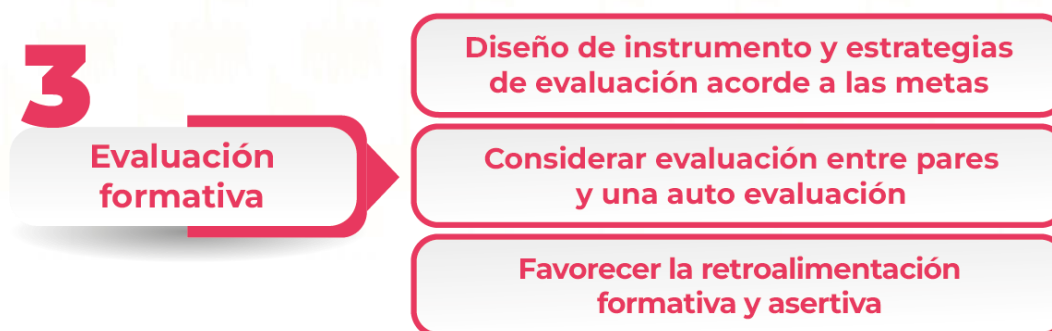 3
Evaluación
formativa
Diseño de instrumento y estrategias
de evaluación acorde a las metas
Considerar evaluación entre pares
y una auto evaluación
Favorecer la retroalimentación
formativa y asertiva